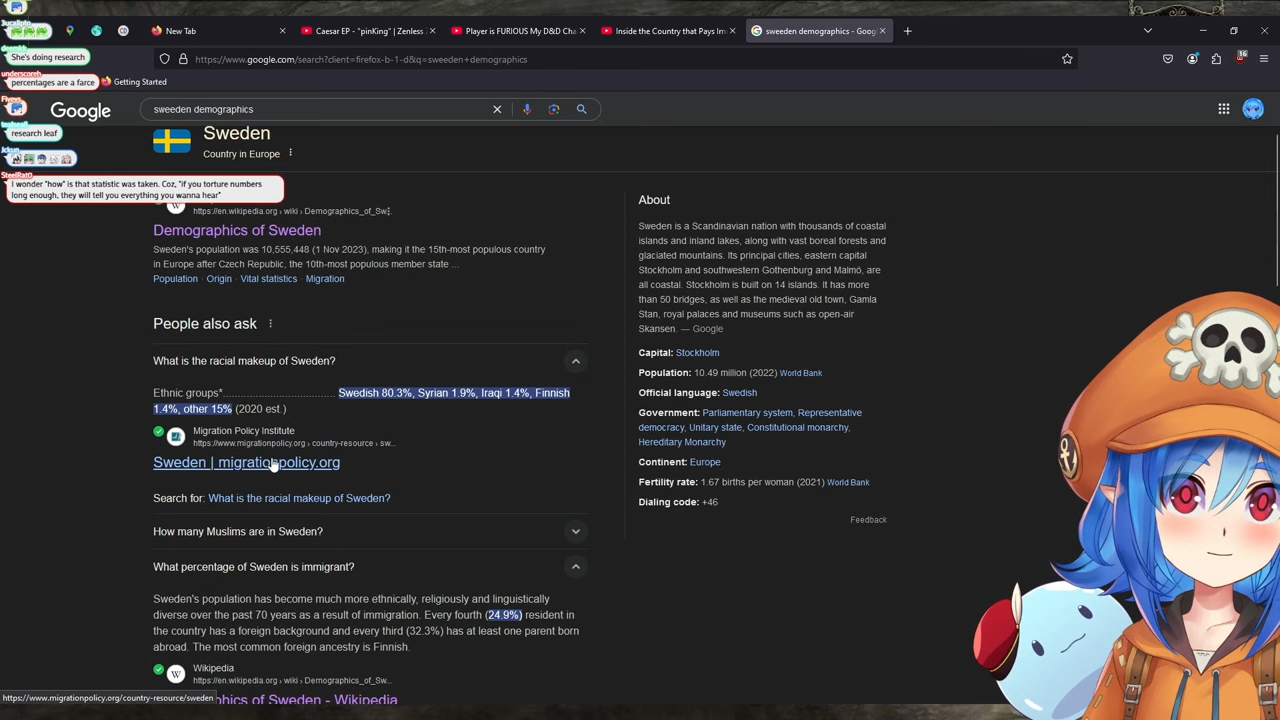 3ucalipto
deerskh
She's doing research
underscoreh
percentages are a farce
Fiveys
research leaf
Jckyn
SteelRat0
I wonder "how" is that statistic was taken. Coz, "if you torture numbers
long enough, they will tell you everything you wanna hear"
New Tab
Caesar EP - "pinKing" | Zenless
Player is FURIOUS My D&D Cha
Inside the Country that Pays Im
sweeden demographics - Goog
https://www.google.com/search?client=firefox-b-1-d&q=sweeden+demographics
16
Getting Started
Google
sweeden demographics
Sweden
Country in Europe
https://en.wikipedia.org › wiki › Demographics_of_Sw...
Demographics of Sweden
Sweden's population was 10,555,448 (1 Nov 2023), making it the 15th-most populous country
in Europe after Czech Republic, the 10th-most populous member state ...
Population · Origin · Vital statistics · Migration
People also ask
What is the racial makeup of Sweden?
Ethnic groups*.................................... Swedish 80.3%, Syrian 1.9%, Iraqi 1.4%, Finnish
1.4%, other 15% (2020 est.)
Migration Policy Institute
https://www.migrationpolicy.org › country-resource › sw...
Sweden | migrationpolicy.org
Search for: What is the racial makeup of Sweden?
How many Muslims are in Sweden?
What percentage of Sweden is immigrant?
Sweden's population has become much more ethnically, religiously and linguistically
diverse over the past 70 years as a result of immigration. Every fourth (24.9%) resident in
the country has a foreign background and every third (32.3%) has at least one parent born
abroad. The most common foreign ancestry is Finnish.
Wikipedia
https://en.wikipedia.org › wiki › Demographics_of_Sw...
phics of Sweden - Wikipedia
https://www.migrationpolicy.org/country-resource/sweden
About
Sweden is a Scandinavian nation with thousands of coastal
islands and inland lakes, along with vast boreal forests and
glaciated mountains. Its principal cities, eastern capital
Stockholm and southwestern Gothenburg and Malmö, are
all coastal. Stockholm is built on 14 islands. It has more
than 50 bridges, as well as the medieval old town, Gamla
Stan, royal palaces and museums such as open-air
Skansen. — Google
Capital: Stockholm
Population: 10.49 million (2022) World Bank
Official language: Swedish
Government: Parliamentary system, Representative
democracy, Unitary state, Constitutional monarchy,
Hereditary Monarchy
Continent: Europe
Fertility rate: 1.67 births per woman (2021) World Bank
Dialing code: +46
Feedback